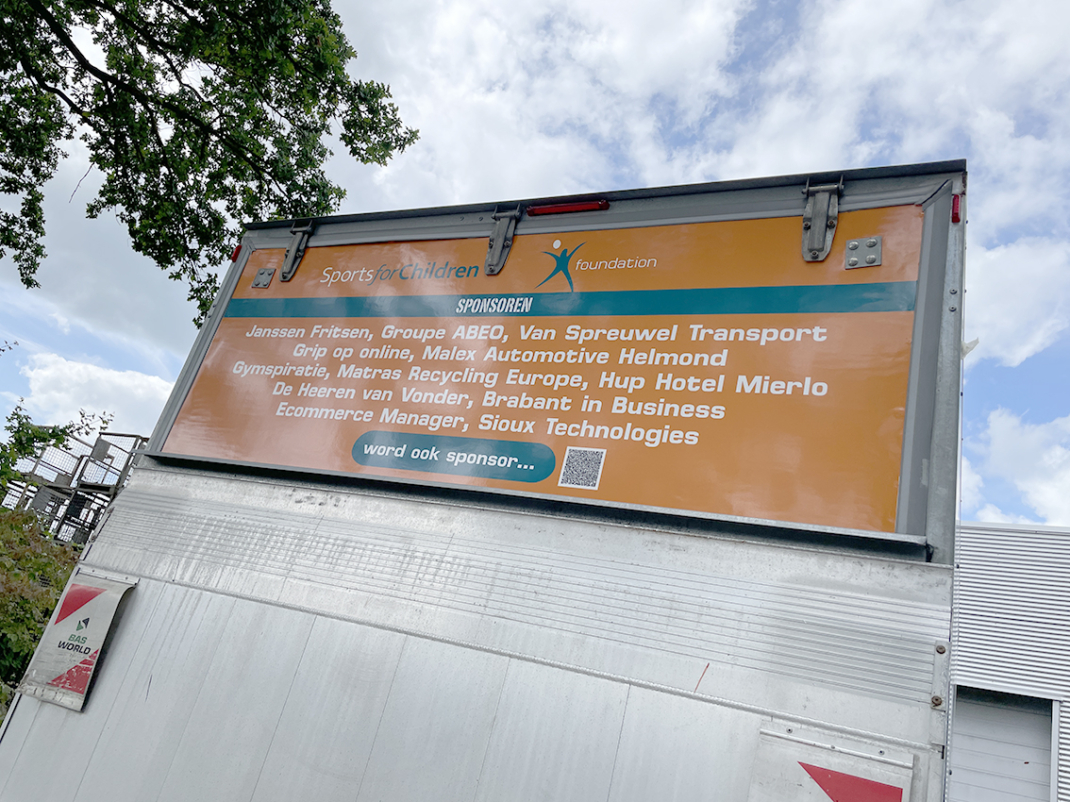 SportsforChildren foundation
SPONSOREN
Janssen Fritsen, Groupe ABEO, Van Spreuwel Transport
Grip op online, Malex Automotive Helmond
Gymspiratie, Matras Recycling Europe, Hup Hotel Mierlo
De Heeren van Vonder, Brabant in Business
Ecommerce Manager, Sioux Technologies
word ook sponsor...
BAS
WORLD